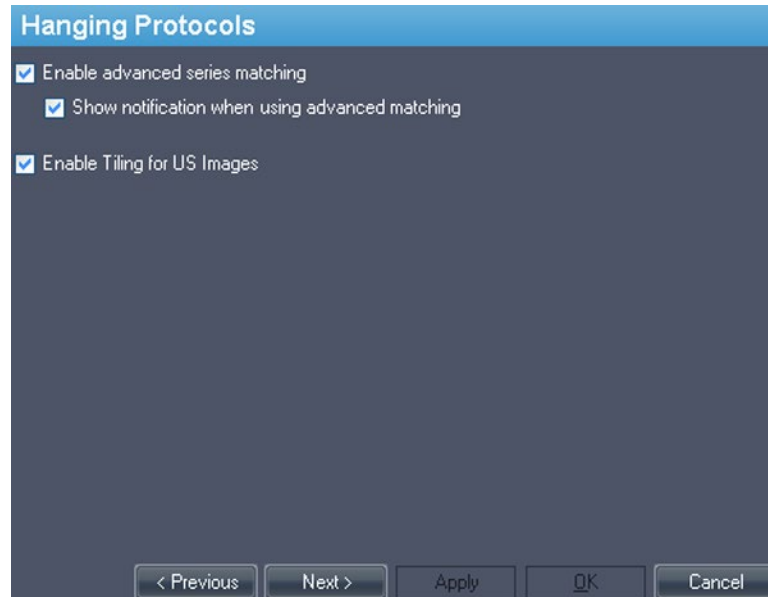 Hanging Protocols
Enable advanced series matching
Show notification when using advanced matching
Enable Tiling for US Images
< Previous Next > Apply OK Cancel